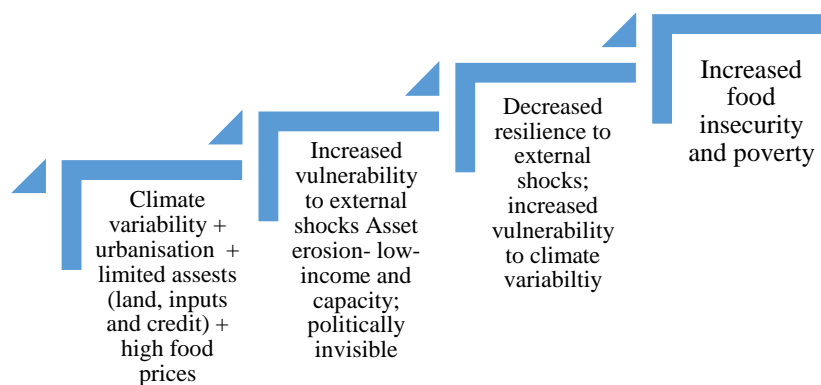 Climate
variability +
urbanisation +
limited assests
(land, inputs
and credit) +
high food
prices
Increased
vulnerability
to external
shocks Asset
erosion- low-
income and
capacity;
politically
invisible
Decreased
resilience to
external
shocks;
increased
vulnerability
to climate
variabiltiy
Increased
food
insecurity
and poverty